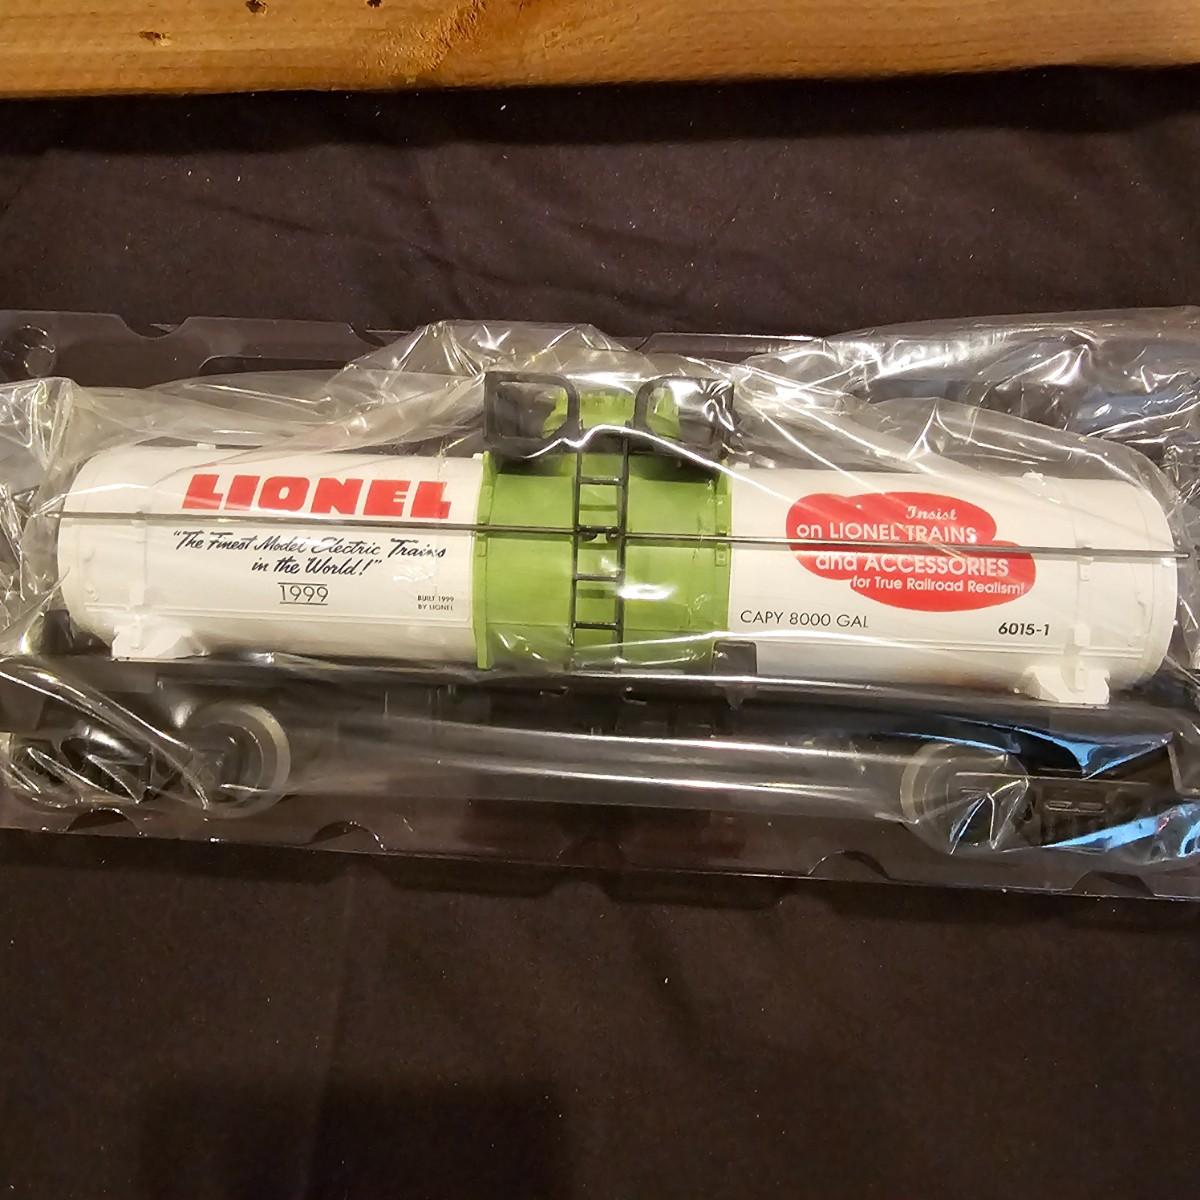 LIONEL
"The Finest Model Electric Trains
in the World!"
1999
BUILT 1999
BY LIONEL
Insist
on LIONEL TRAINS
and ACCESSORIES
for True Railroad Realism!
CAPY 8000 GAL
6015-1